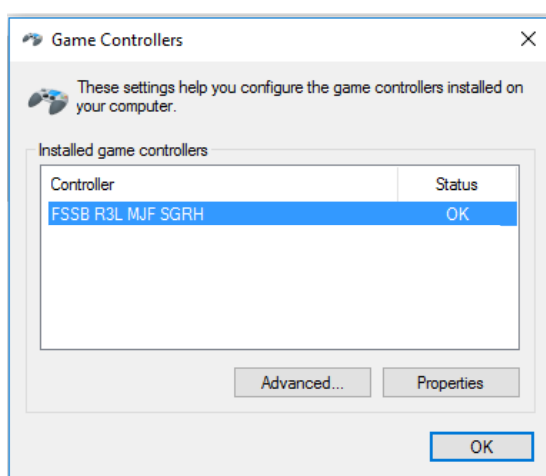 Game Controllers
These settings help you configure the game controllers installed on
your computer.
Installed game controllers
Controller Status
FSSB R3L MJF SGRH OK
Advanced... Properties
OK